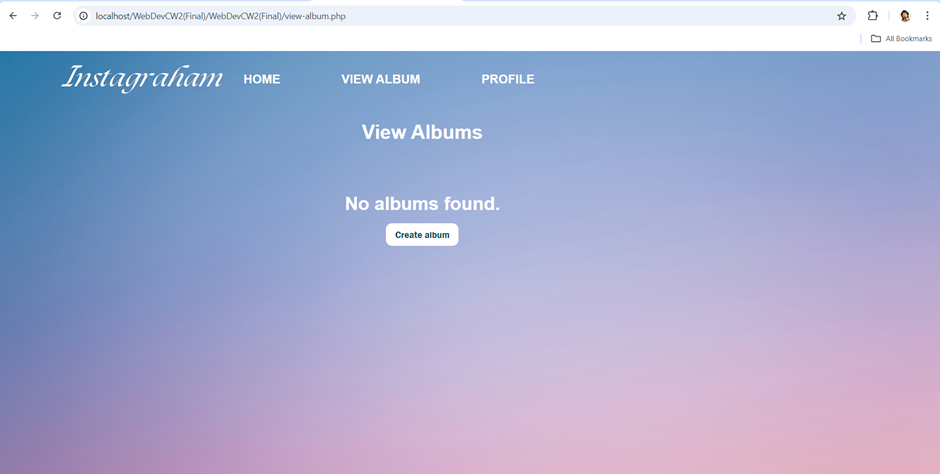 localhost/WebDevCW2(Final)/WebDevCW2(Final)/view-album.php
All Bookmarks
Instagraham HOME VIEW ALBUM PROFILE
View Albums
No albums found.
Create album